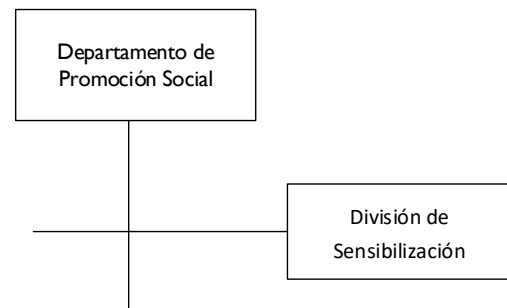 Departamento de
Promoción Social
División de
Sensibilización